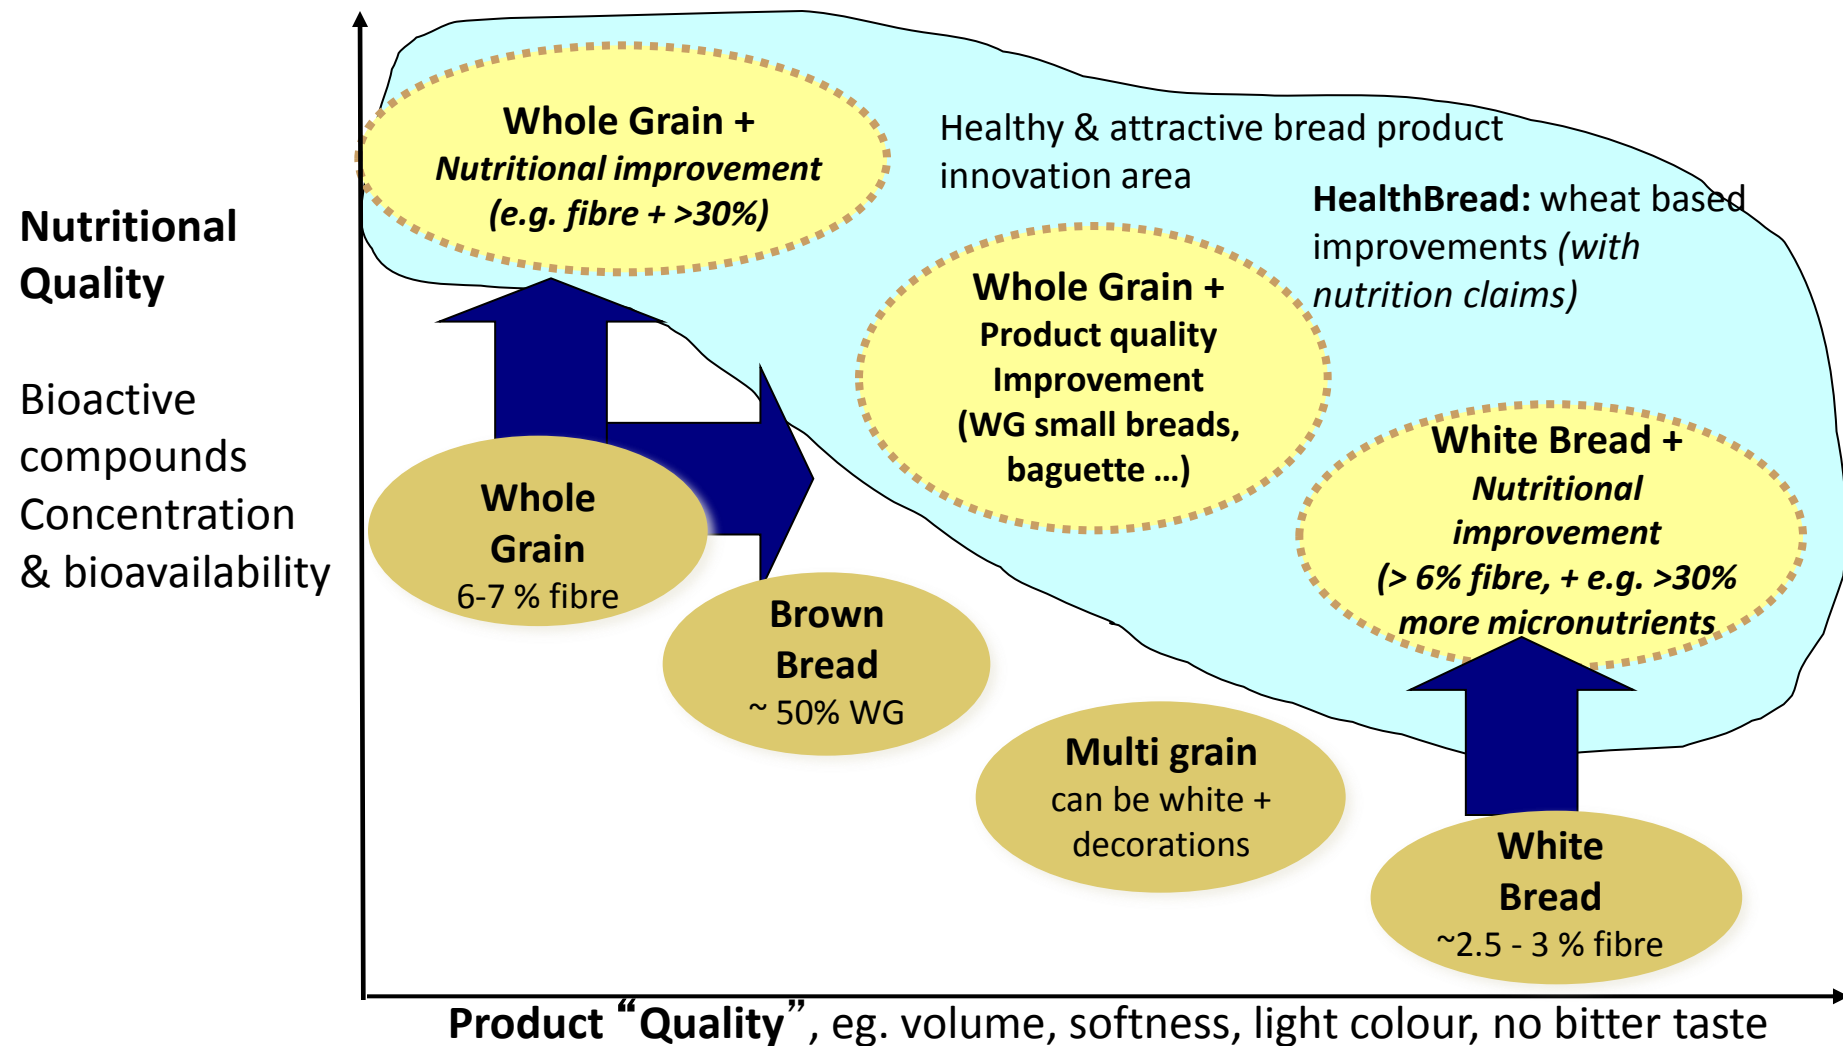 Whole Grain +
Nutritional improvement
(e.g. fibre + >30%)
Healthy & attractive bread product
innovation area
HealthBread: wheat based
improvements (with
nutrition claims)
Nutritional
Quality
Bioactive
compounds
Concentration
& bioavailability
Whole Grain +
Product quality
Improvement
(WG small breads,
baguette ...)
White Bread +
Nutritional
improvement
(> 6% fibre, + e.g. >30%
more micronutrients
Whole
Grain
6-7 % fibre
Brown
Bread
~ 50% WG
Multi grain
can be white +
decorations
White
Bread
~2.5 - 3 % fibre
Product “Quality”, eg. volume, softness, light colour, no bitter taste